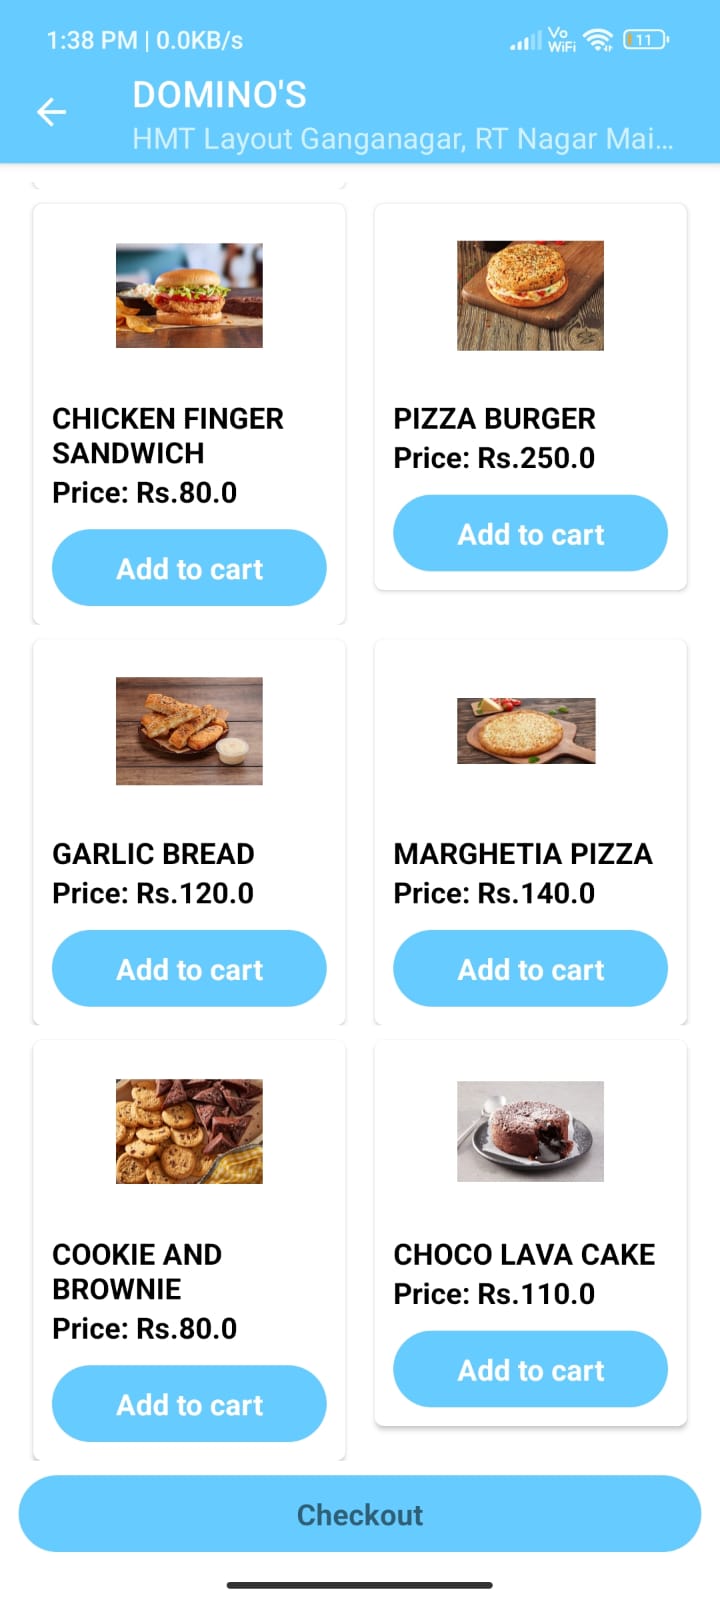 1:38 PM | 0.0KB/s
Vo
WiFi
11
DOMINO'S
HMT Layout Ganganagar, RT Nagar Mai...
CHICKEN FINGER
SANDWICH
Price: Rs.80.0
Add to cart
PIZZA BURGER
Price: Rs.250.0
Add to cart
GARLIC BREAD
Price: Rs.120.0
Add to cart
MARGHETIA PIZZA
Price: Rs.140.0
Add to cart
COOKIE AND
BROWNIE
Price: Rs.80.0
Add to cart
CHOCO LAVA CAKE
Price: Rs.110.0
Add to cart
Checkout